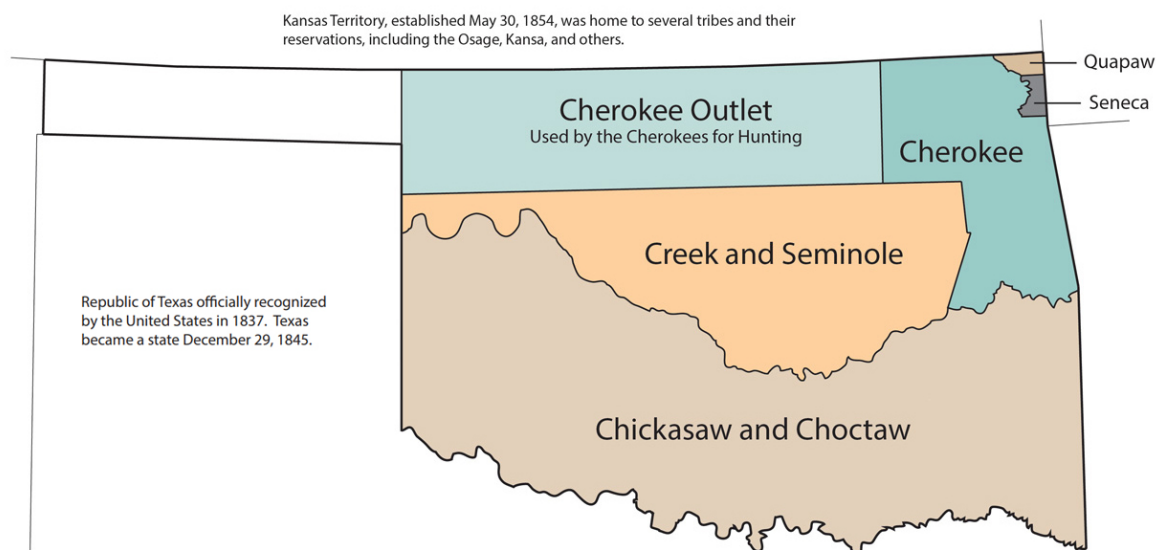 Kansas Territory, established May 30, 1854, was home to several tribes and their
reservations, including the Osage, Kansa, and others.
Quapaw
Seneca
Cherokee Outlet
Used by the Cherokees for Hunting
Cherokee
Creek and Seminole
Republic of Texas officially recognized
by the United States in 1837. Texas
became a state December 29, 1845.
Chickasaw and Choctaw